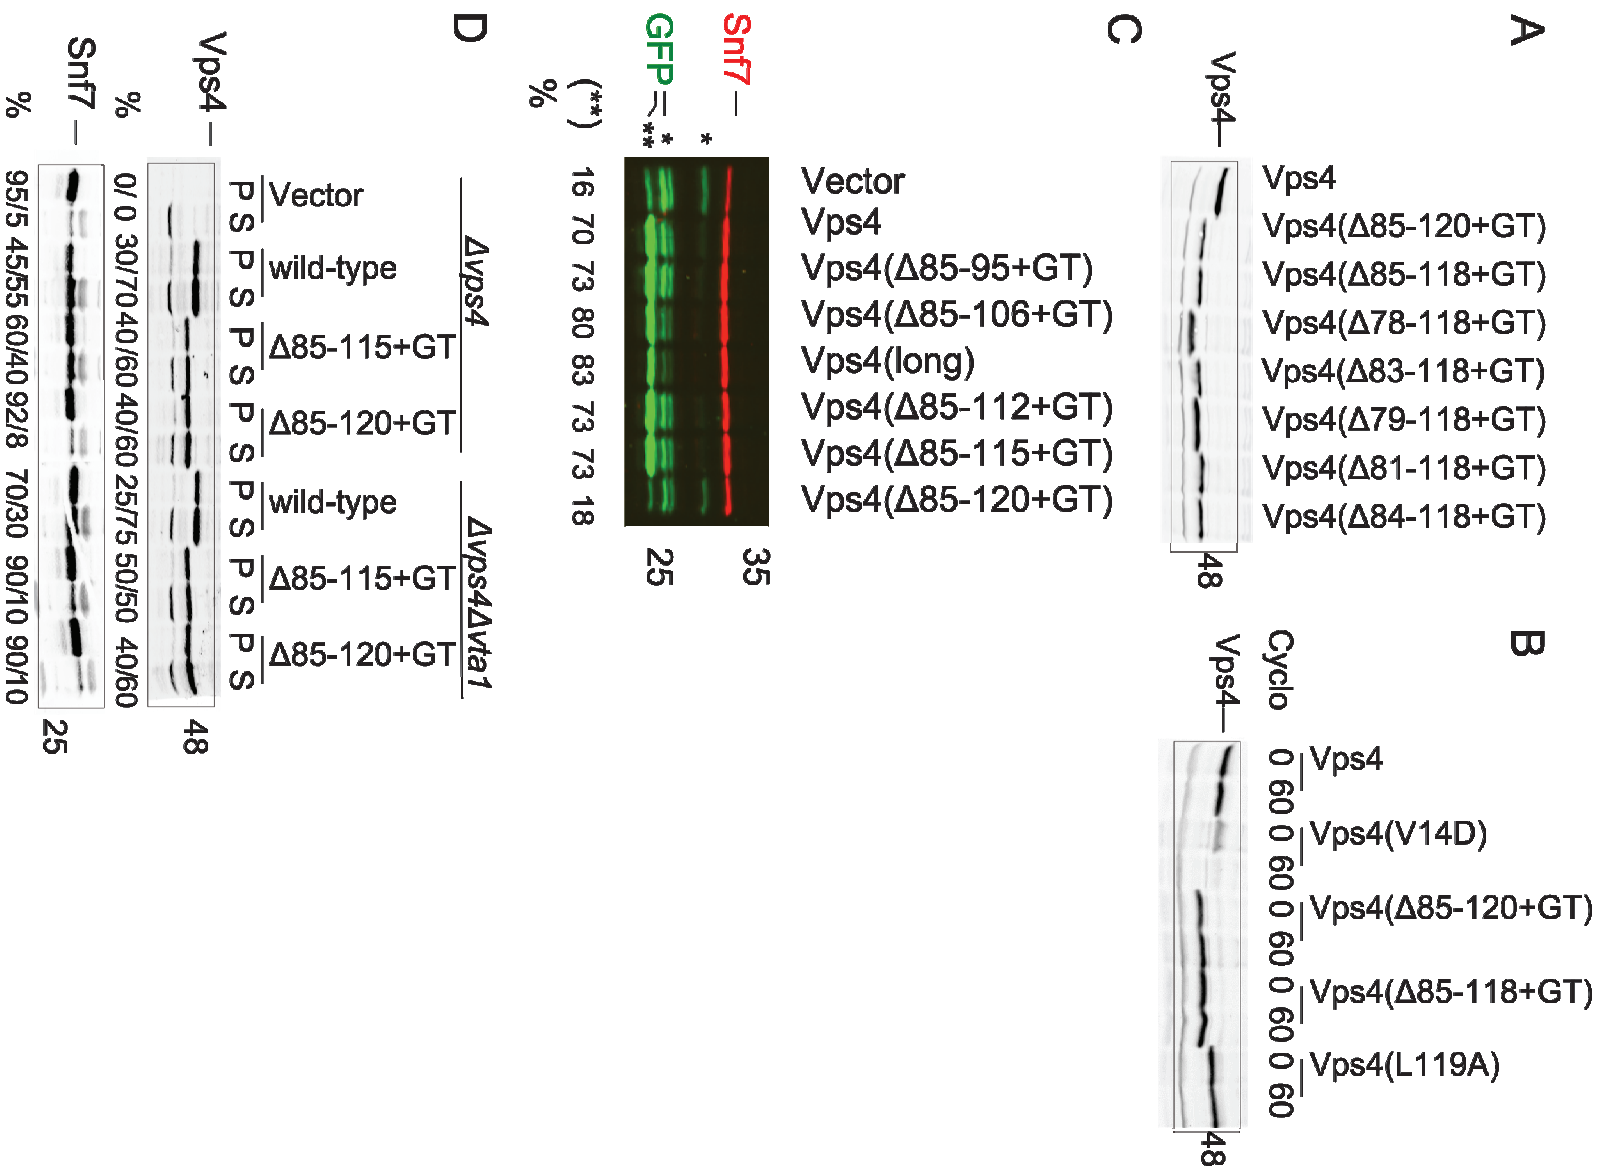 A
Vps4
Vps4
Vps4(Δ85-120+GT)
Vps4(Δ85-118+GT)
Vps4(Δ78-118+GT)
Vps4(Δ83-118+GT)
Vps4(Δ79-118+GT)
Vps4(Δ81-118+GT)
Vps4(Δ84-118+GT)
48
B
Cyclo
Vps4
Vps4
Vps4(V14D)
Vps4(Δ85-120+GT)
Vps4(Δ85-118+GT)
Vps4(L119A)
0 60 0 60 0 60 0 60 0 60
48
C
Vector
Vps4
Vps4(Δ85-95+GT)
Vps4(Δ85-106+GT)
Vps4(long)
Vps4(Δ85-112+GT)
Vps4(Δ85-115+GT)
Vps4(Δ85-120+GT)
Snf7
GFP
*
*
**
35
25
(**)
%
16 70 73 80 83 73 73 18
D
Δvps4
Δvps4Δvta1
Vector
wild-type
Δ85-115+GT
Δ85-120+GT
wild-type
Δ85-115+GT
Δ85-120+GT
P S P S P S P S P S P S P S
Vps4
48
% 0/ 0 30/70 40/60 40/60 25/75 50/50 40/60
Snf7
25
% 95/5 45/55 60/40 92/8 70/30 90/10 90/10